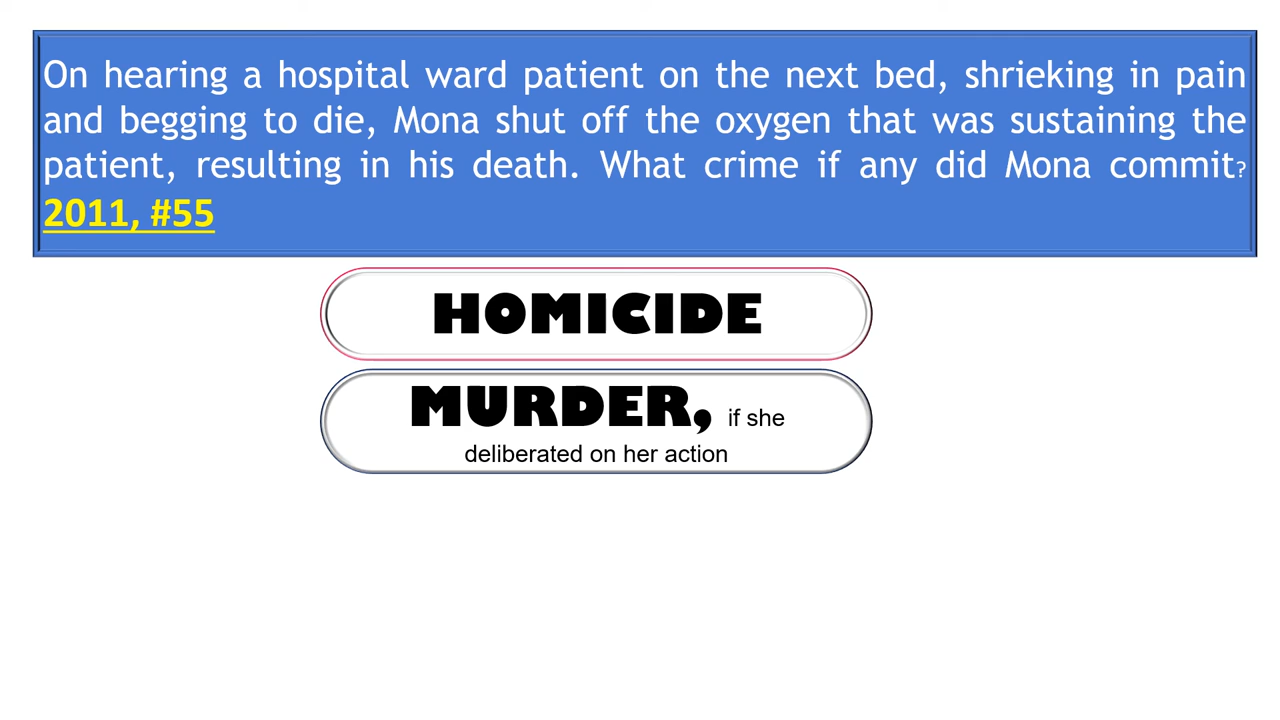 On hearing a hospital ward patient on the next bed, shrieking in pain
and begging to die, Mona shut off the oxygen that was sustaining the
patient, resulting in his death. What crime if any did Mona commit?
2011, #55
HOMICIDE
MURDER, if she
deliberated on her action